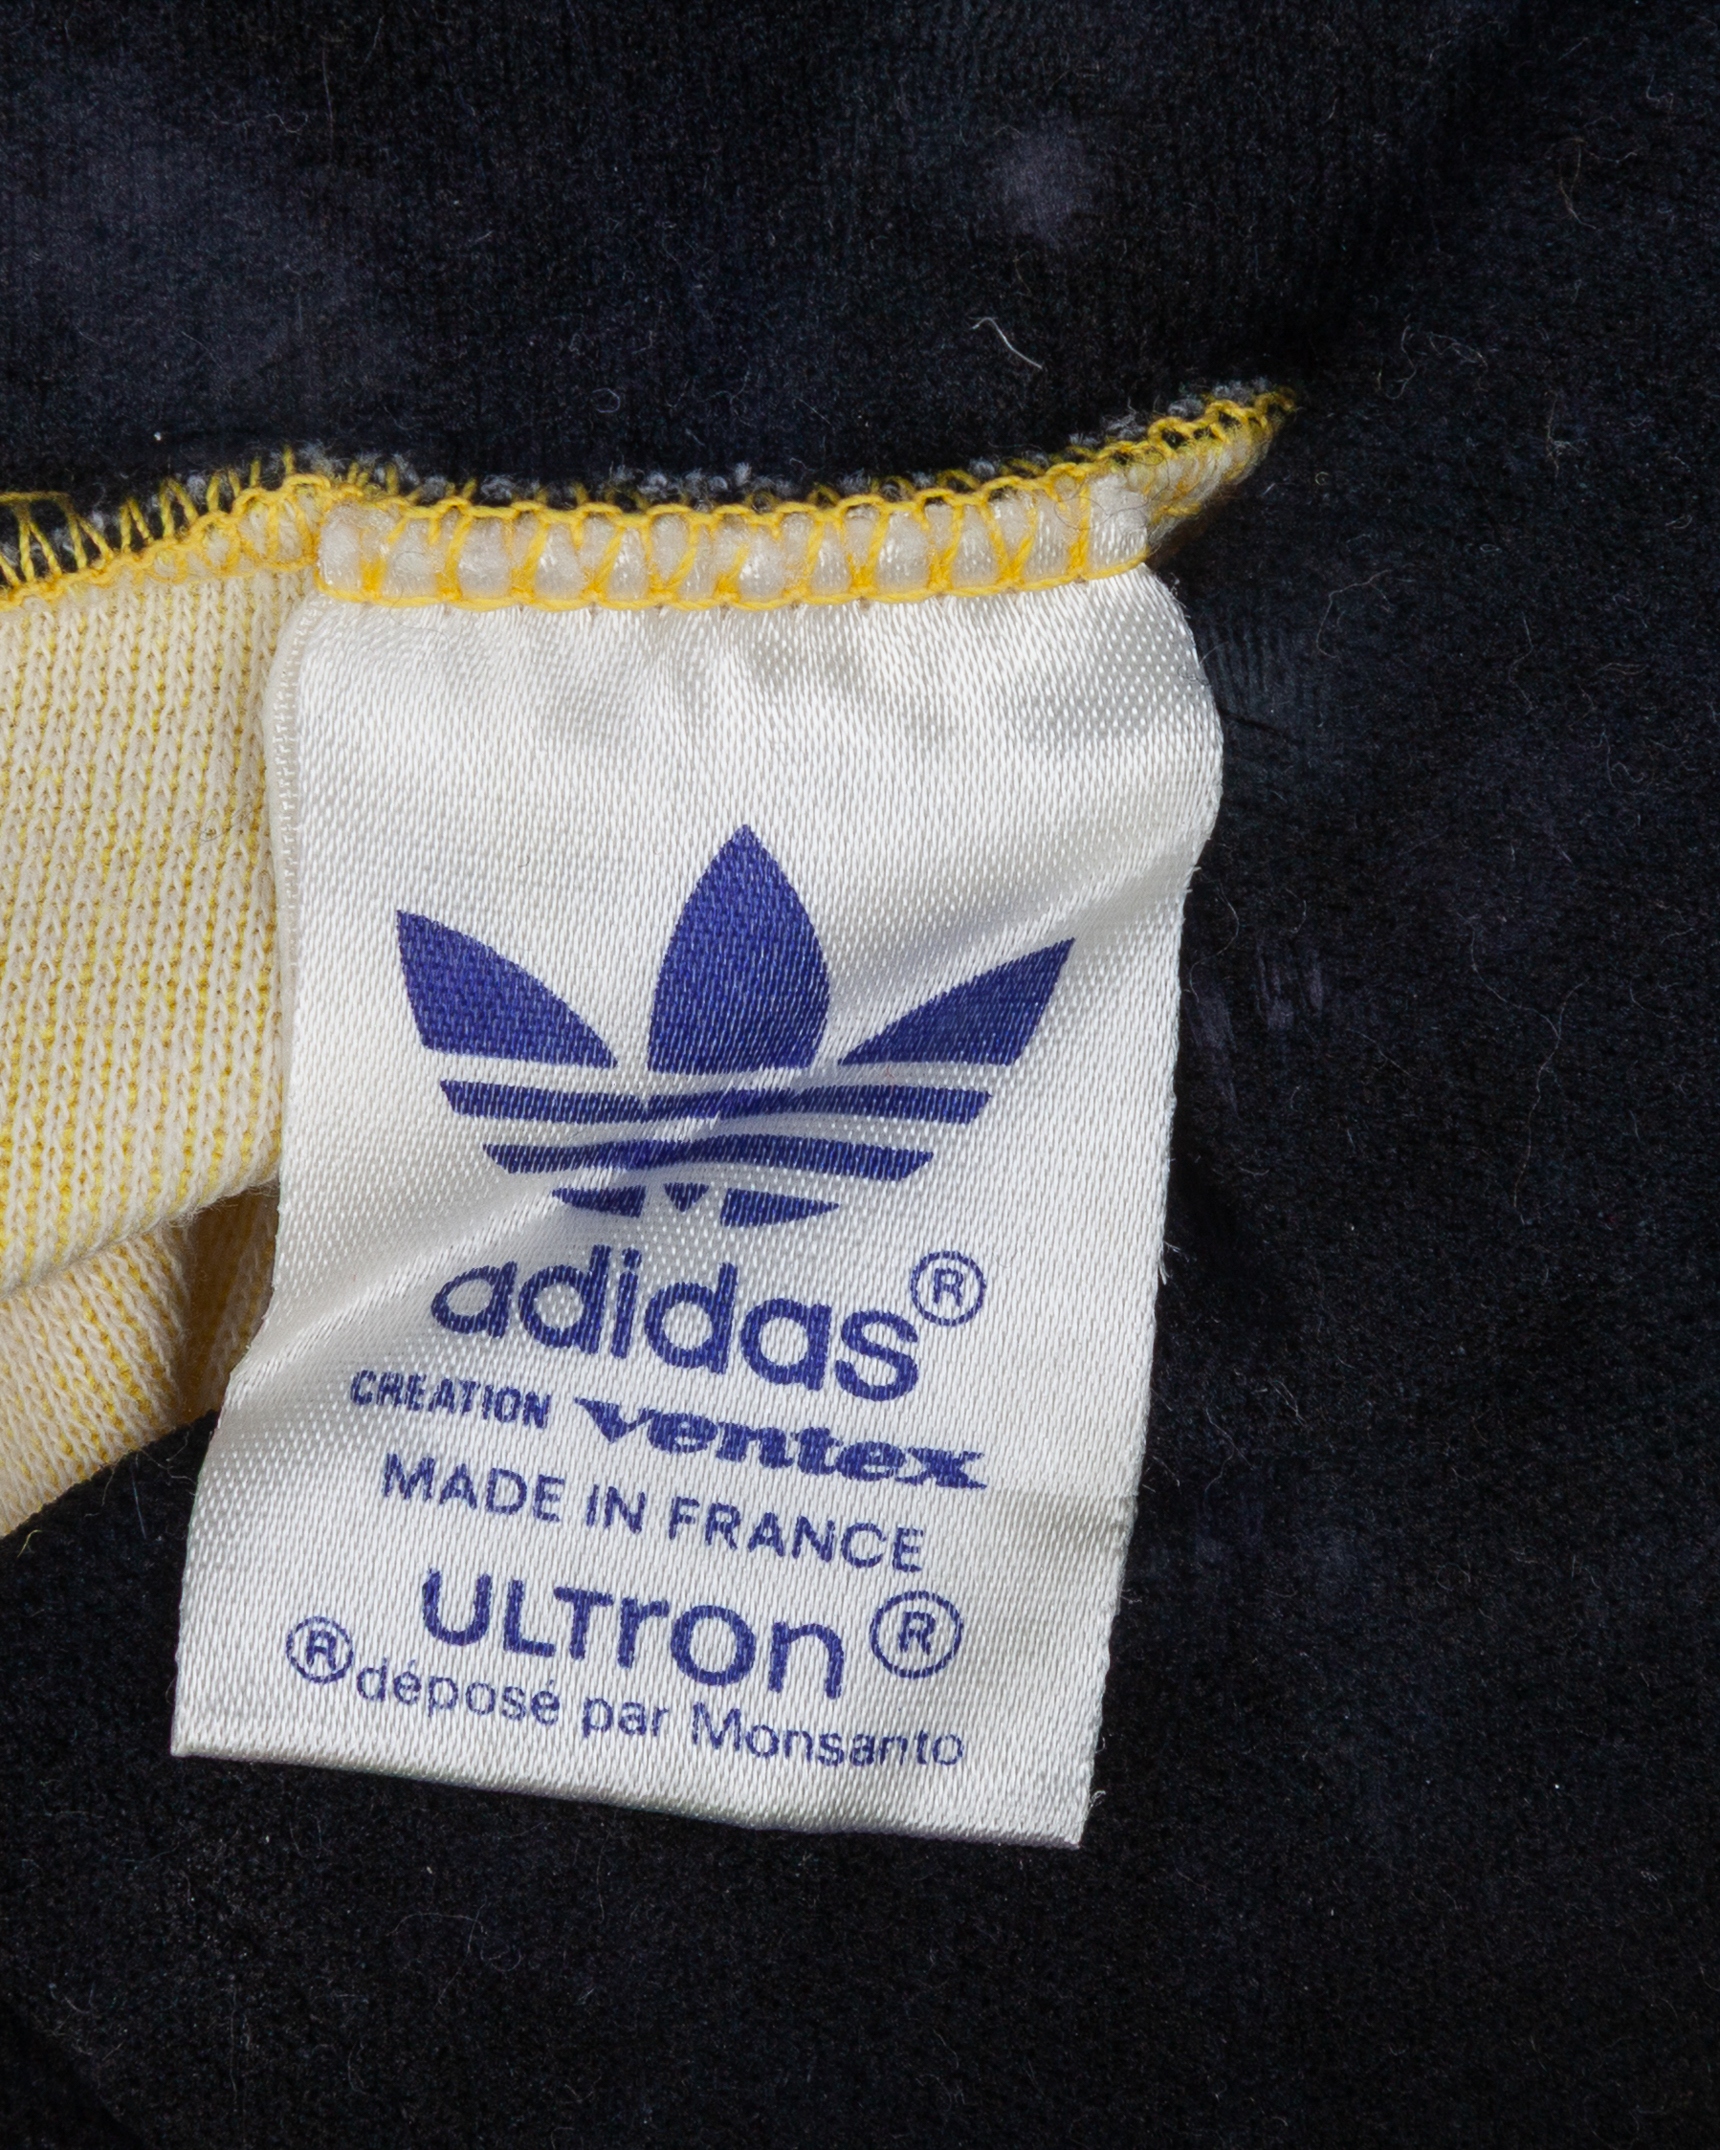 adidas®
CREATION ventex
MADE IN FRANCE
ULTron®
®déposé par Monsanto